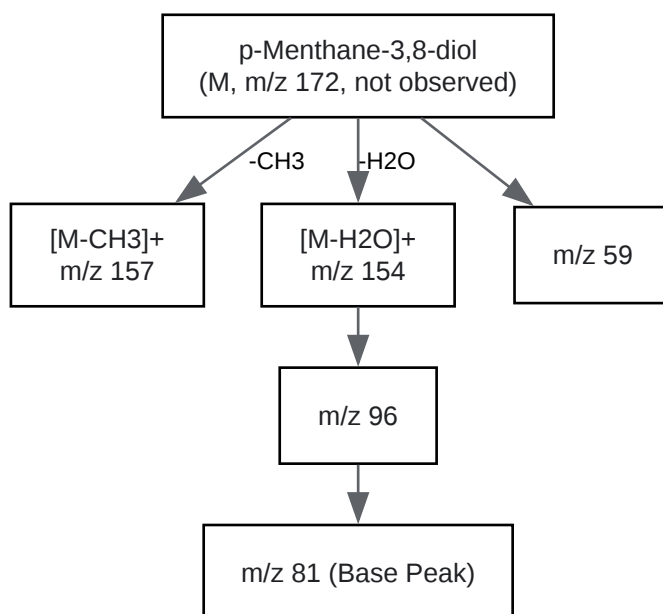 p-Menthane-3,8-diol
(M, m/z 172, not observed)
-CH3
-H2O
[M-CH3]+
m/z 157
[M-H2O]+
m/z 154
m/z 59
m/z 96
m/z 81 (Base Peak)